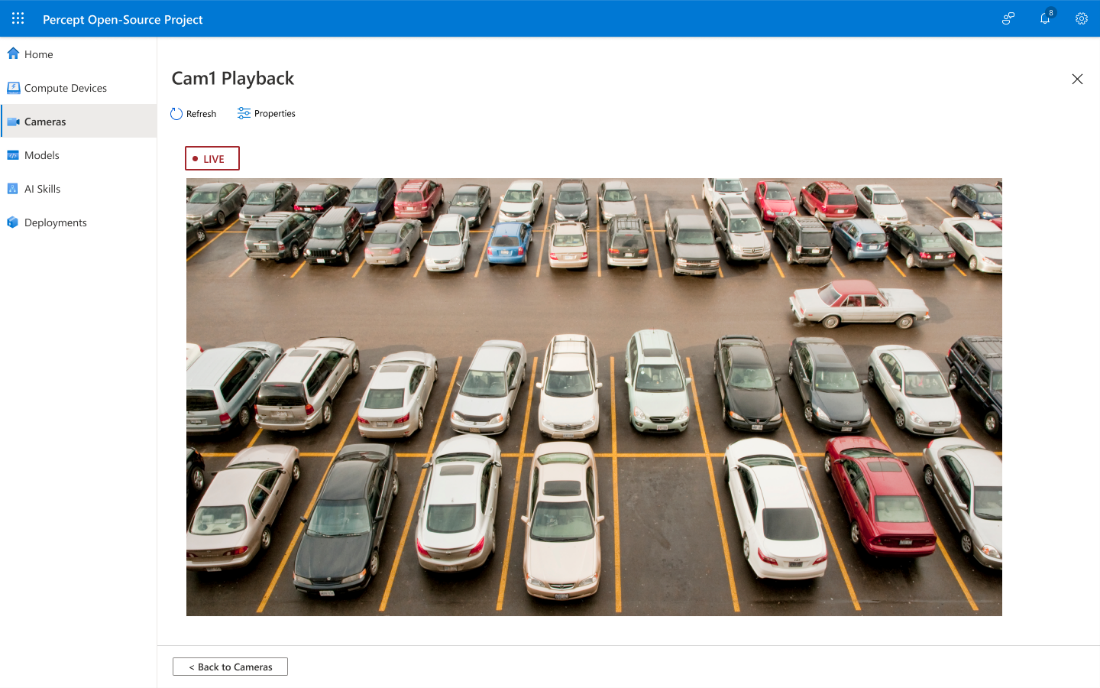 Percept Open-Source Project
8
Home
Compute Devices
Cameras
Models
AI Skills
Deployments
Cam1 Playback
Refresh
Properties
LIVE
< Back to Cameras